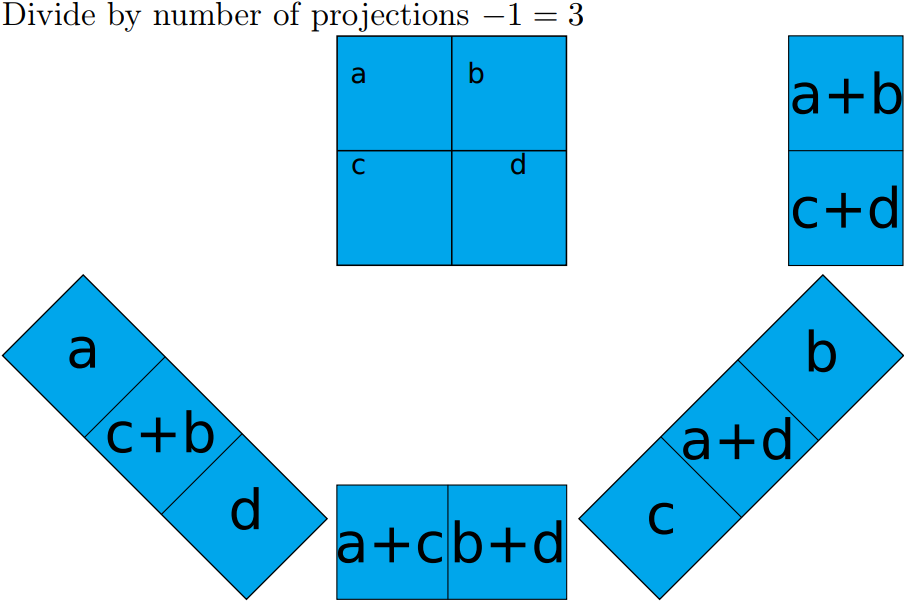 Divide by number of projections −1 = 3
a b
c d
a+b
c+d
a
c+b
d
a+c b+d
b
a+d
c